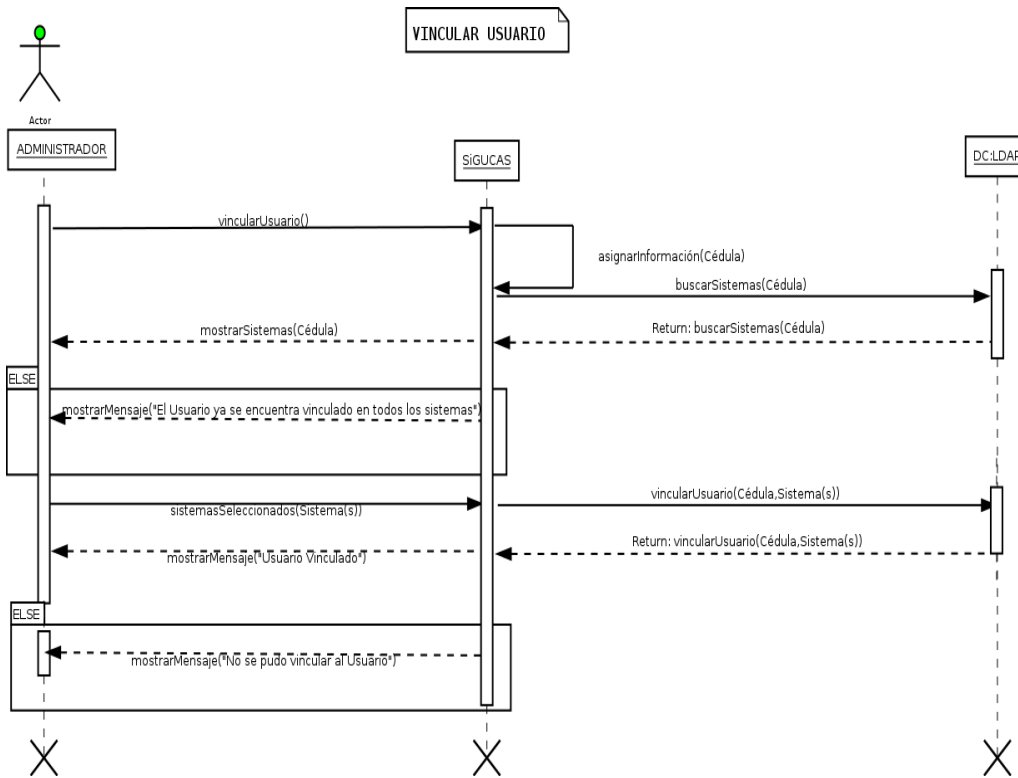 VINCULAR USUARIO
Actor
ADMINISTRADOR
SiGUCAS
DC:LDAP
vincularUsuario()
asignarInformación(Cédula)
buscarSistemas(Cédula)
mostrarSistemas(Cédula)
Return: buscarSistemas(Cédula)
ELSE
mostrarMensaje("El Usuario ya se encuentra vinculado en todos los sistemas")
vincularUsuario(Cédula,Sistema(s))
sistemasSeleccionados(Sistema(s))
Return: vincularUsuario(Cédula,Sistema(s))
mostrarMensaje("Usuario Vinculado")
ELSE
mostrarMensaje("No se pudo vincular al Usuario")